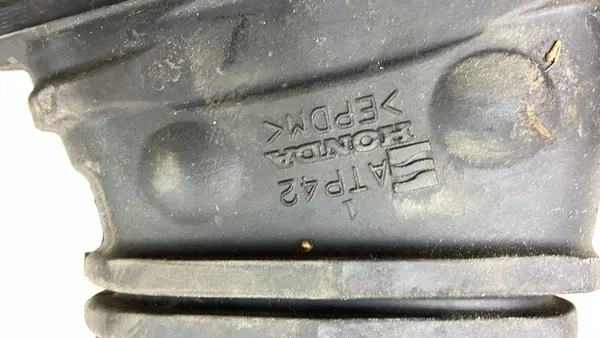 >EPDM<
HONDA
ATP42
1